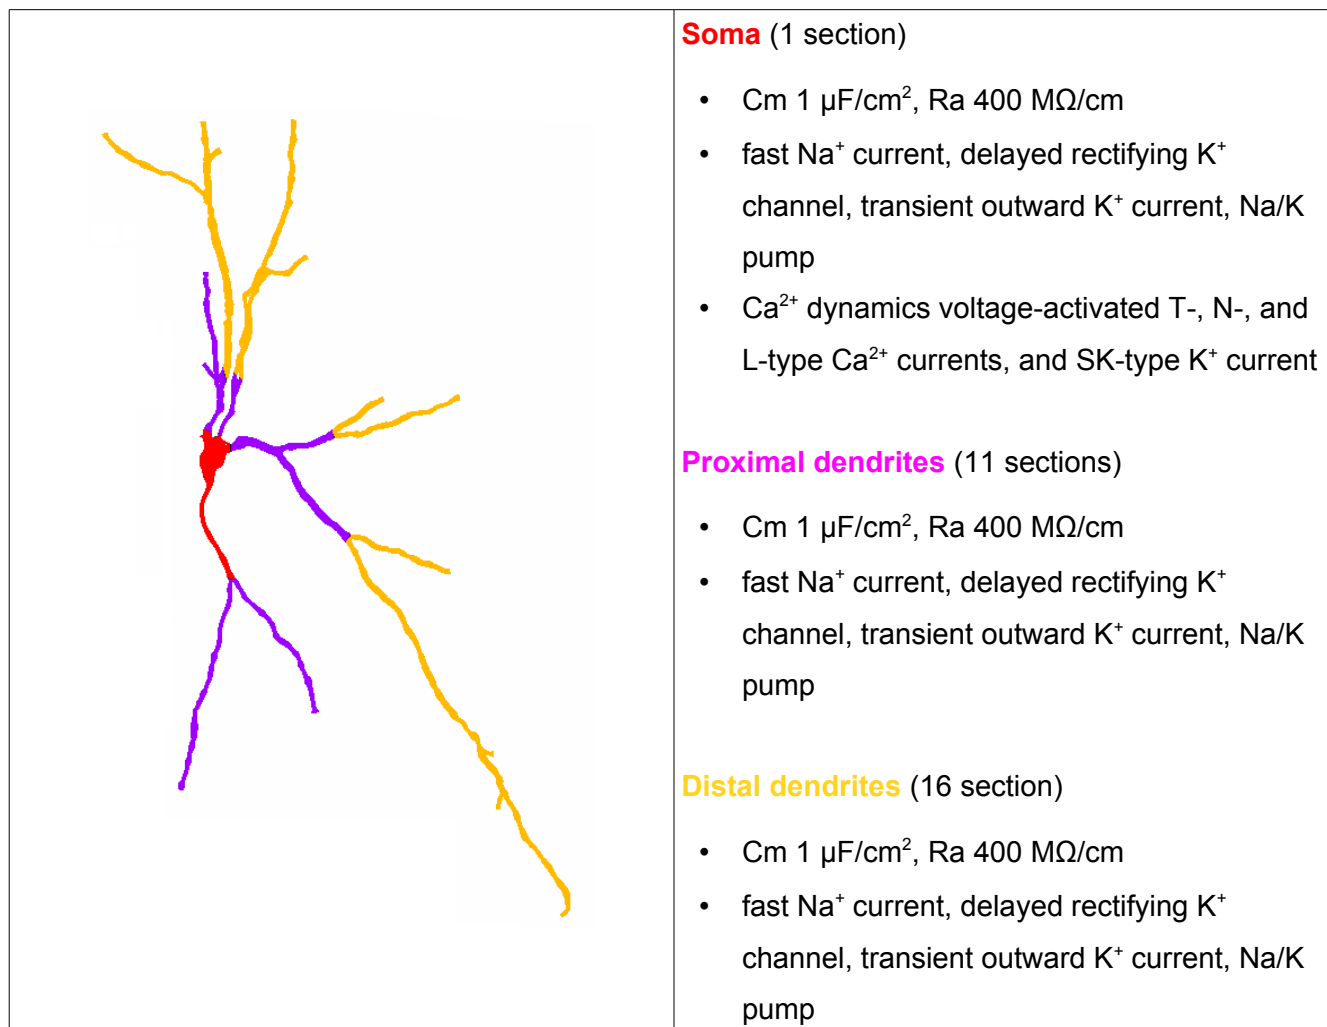 Soma (1 section)
• Cm 1 µF/cm², Ra 400 MΩ/cm
• fast Na⁺ current, delayed rectifying K⁺
channel, transient outward K⁺ current, Na/K
pump
• Ca²⁺ dynamics voltage-activated T-, N-, and
L-type Ca²⁺ currents, and SK-type K⁺ current
Proximal dendrites (11 sections)
• Cm 1 µF/cm², Ra 400 MΩ/cm
• fast Na⁺ current, delayed rectifying K⁺
channel, transient outward K⁺ current, Na/K
pump
Distal dendrites (16 section)
• Cm 1 µF/cm², Ra 400 MΩ/cm
• fast Na⁺ current, delayed rectifying K⁺
channel, transient outward K⁺ current, Na/K
pump